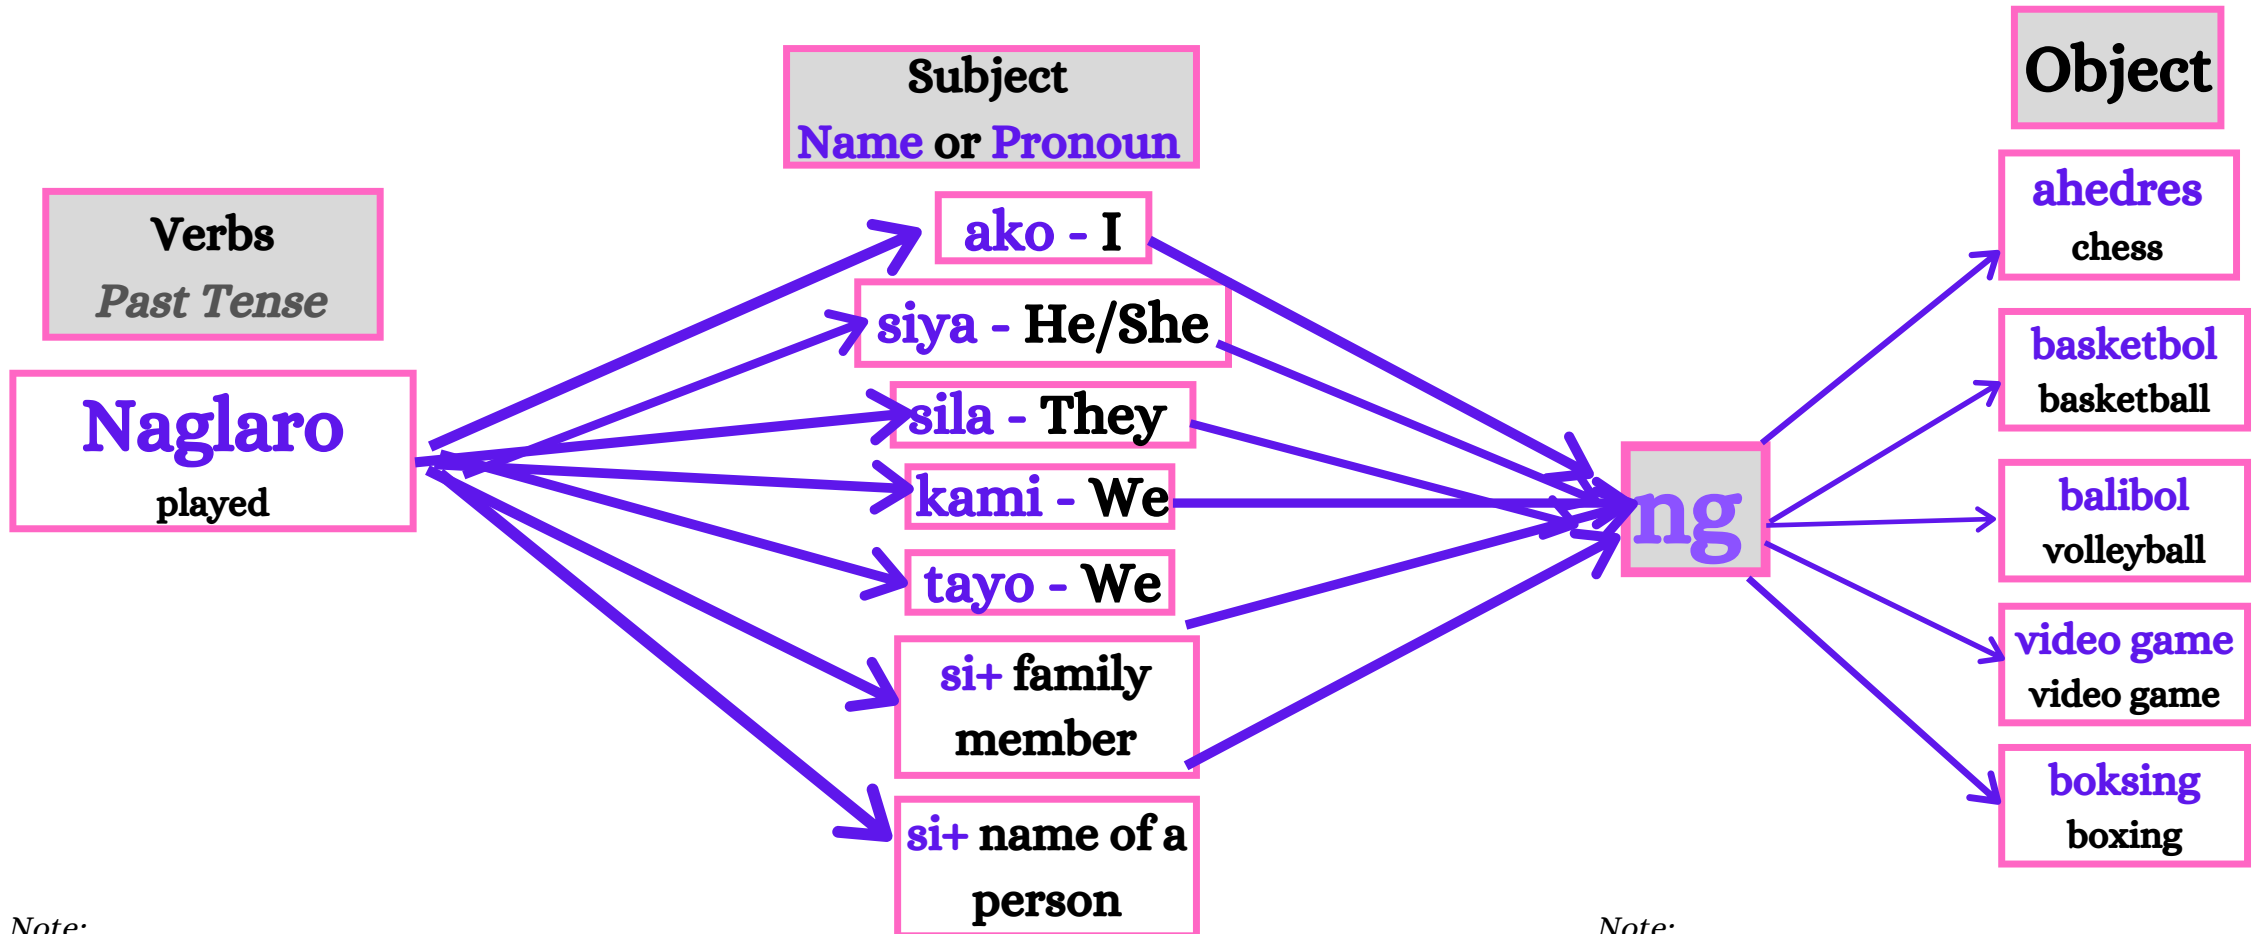 Verbs
Past Tense
Naglaro
played
Subject
Name or Pronoun
ako - I
siya - He/She
sila - They
kami - We
tayo - We
si+ family
member
si+ name of a
person
ng
Object
ahedres
chess
basketbol
basketball
balibol
volleyball
video game
video game
boksing
boxing
Note:
Note: